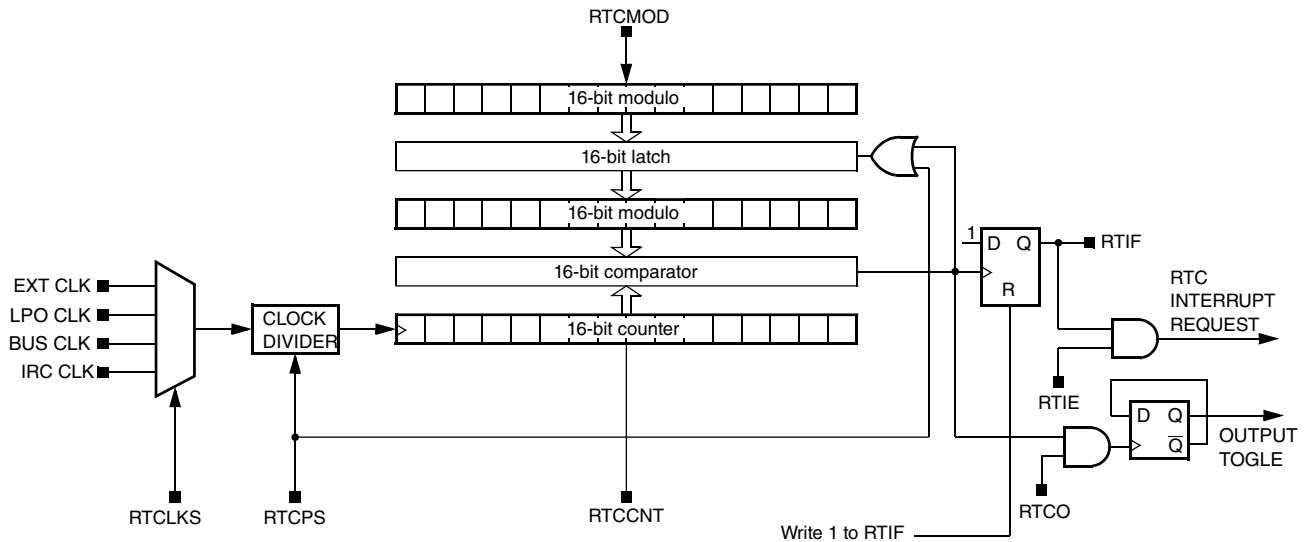 RTCMOD
16-bit modulo
16-bit latch
16-bit modulo
1
D Q
R
RTIF
16-bit comparator
EXT CLK
LPO CLK
BUS CLK
IRC CLK
CLOCK
DIVIDER
16-bit counter
RTC
INTERRUPT
REQUEST
RTIE
D Q
Q
OUTPUT
TOGLE
RTCLKS
RTCPS
RTCCNT
RTCO
Write 1 to RTIF